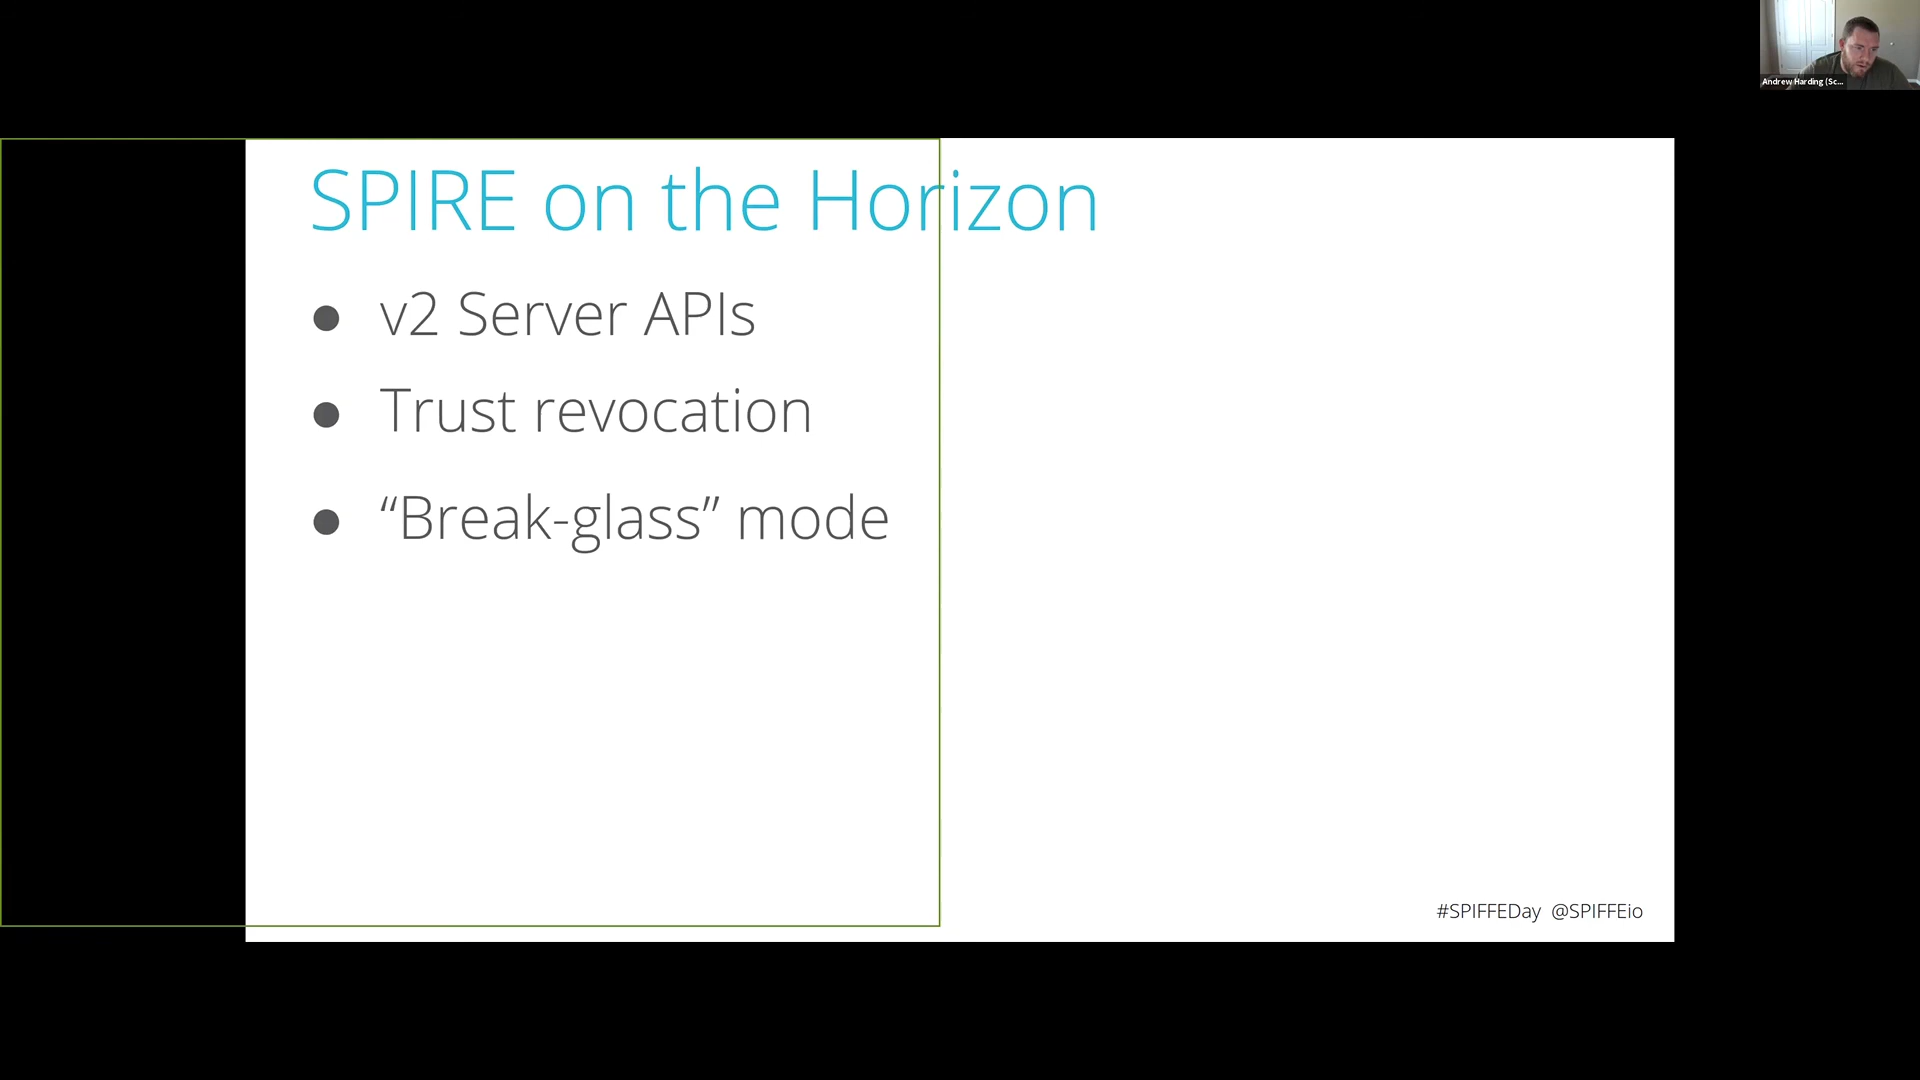 Andrew Harding (Sc...
SPIRE on the Horizon
● v2 Server APIs
● Trust revocation
● “Break-glass” mode
#SPIFFEDay @SPIFFEio